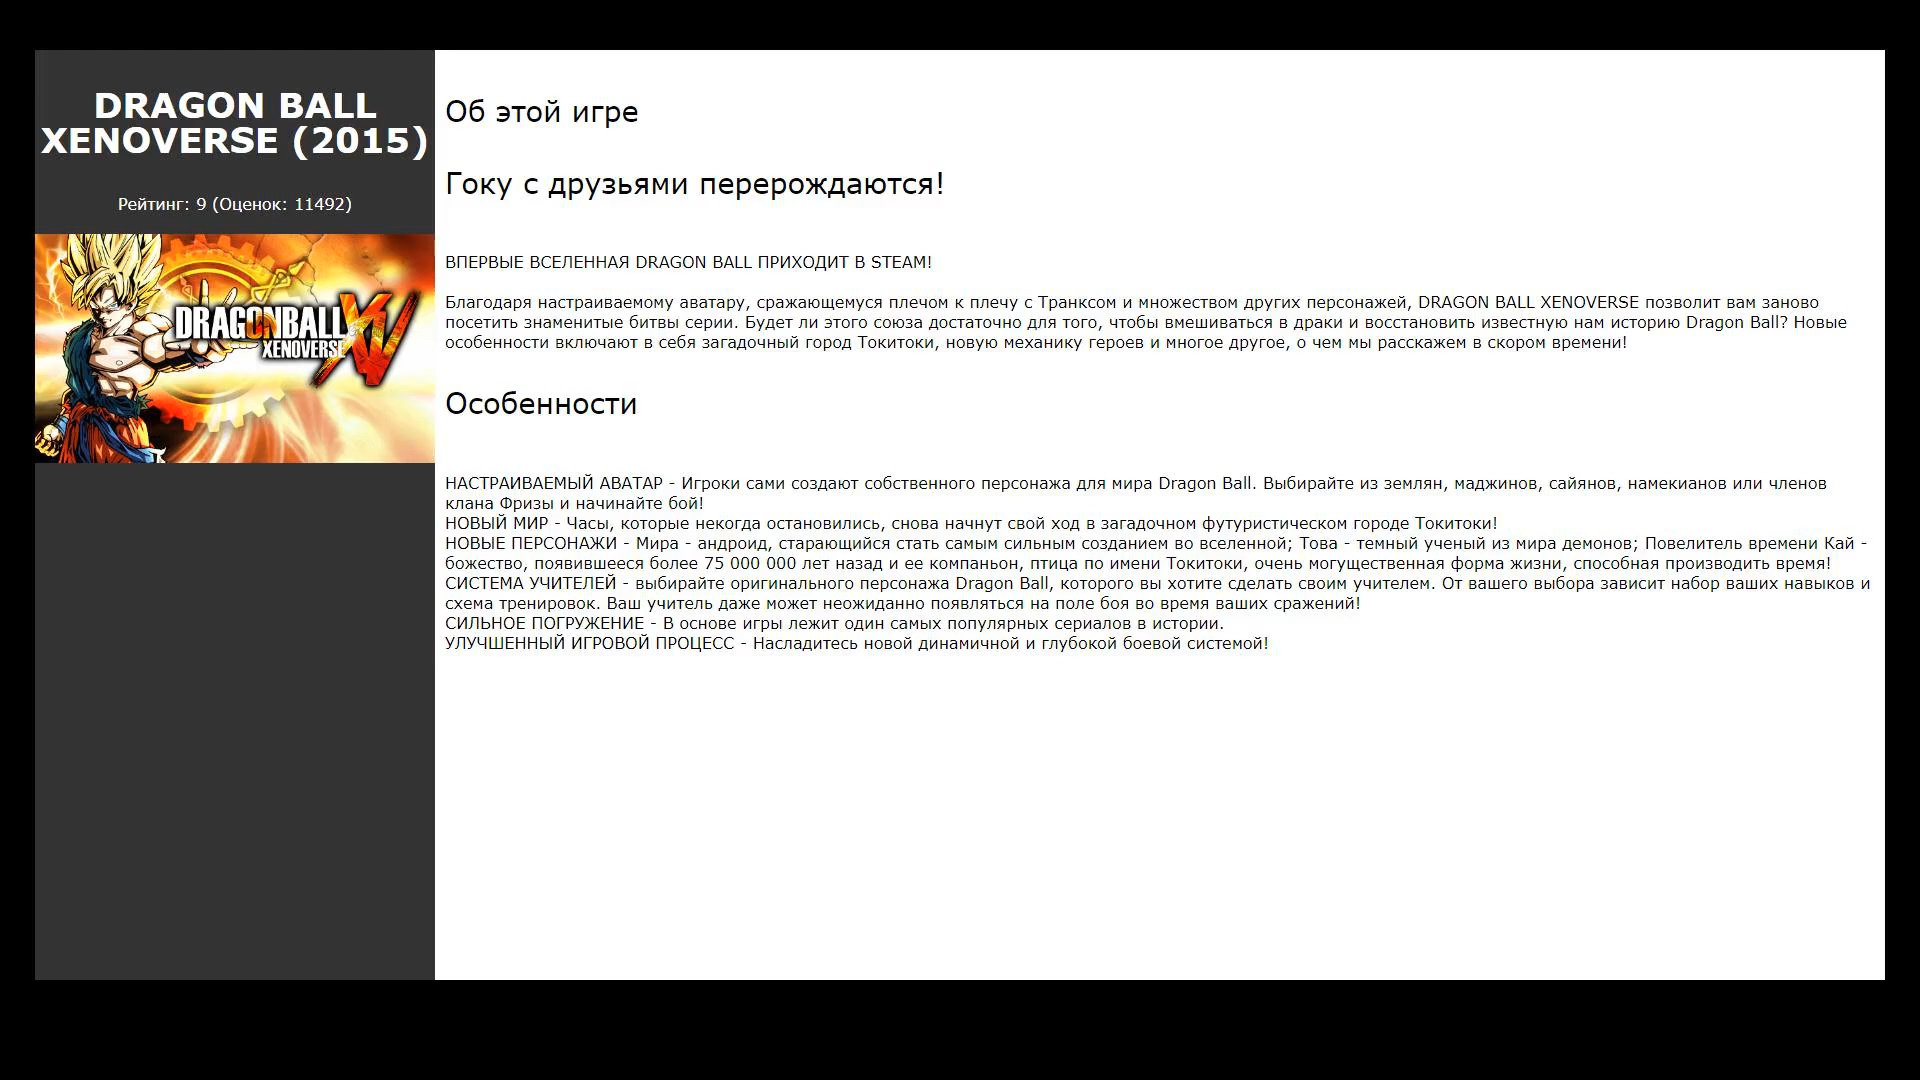 DRAGON BALL
XENOVERSE (2015)
Рейтинг: 9 (Оценок: 11492)
DRAGONBALL XV
XENOVERSE
Об этой игре
Гоку с друзьями перерождаются!
ВПЕРВЫЕ ВСЕЛЕННАЯ DRAGON BALL ПРИХОДИТ В STEAM!
Благодаря настраиваемому аватару, сражающемуся плечом к плечу с Транксом и множеством других персонажей, DRAGON BALL XENOVERSE позволит вам заново
посетить знаменитые битвы серии. Будет ли этого союза достаточно для того, чтобы вмешиваться в драки и восстановить известную нам историю Dragon Ball? Новые
особенности включают в себя загадочный город Токитоки, новую механику героев и многое другое, о чем мы расскажем в скором времени!
Особенности
НАСТРАИВАЕМЫЙ АВАТАР - Игроки сами создают собственного персонажа для мира Dragon Ball. Выбирайте из землян, маджинов, сайянов, намекианов или членов
клана Фризы и начинайте бой!
НОВЫЙ МИР - Часы, которые некогда остановились, снова начнут свой ход в загадочном футуристическом городе Токитоки!
НОВЫЕ ПЕРСОНАЖИ - Мира - андроид, старающийся стать самым сильным созданием во вселенной; Това - темный ученый из мира демонов; Повелитель времени Кай -
божество, появившееся более 75 000 000 лет назад и ее компаньон, птица по имени Токитоки, очень могущественная форма жизни, способная производить время!
СИСТЕМА УЧИТЕЛЕЙ - выбирайте оригинального персонажа Dragon Ball, которого вы хотите сделать своим учителем. От вашего выбора зависит набор ваших навыков и
схема тренировок. Ваш учитель даже может неожиданно появляться на поле боя во время ваших сражений!
СИЛЬНОЕ ПОГРУЖЕНИЕ - В основе игры лежит один самых популярных сериалов в истории.
УЛУЧШЕННЫЙ ИГРОВОЙ ПРОЦЕСС - Насладитесь новой динамичной и глубокой боевой системой!